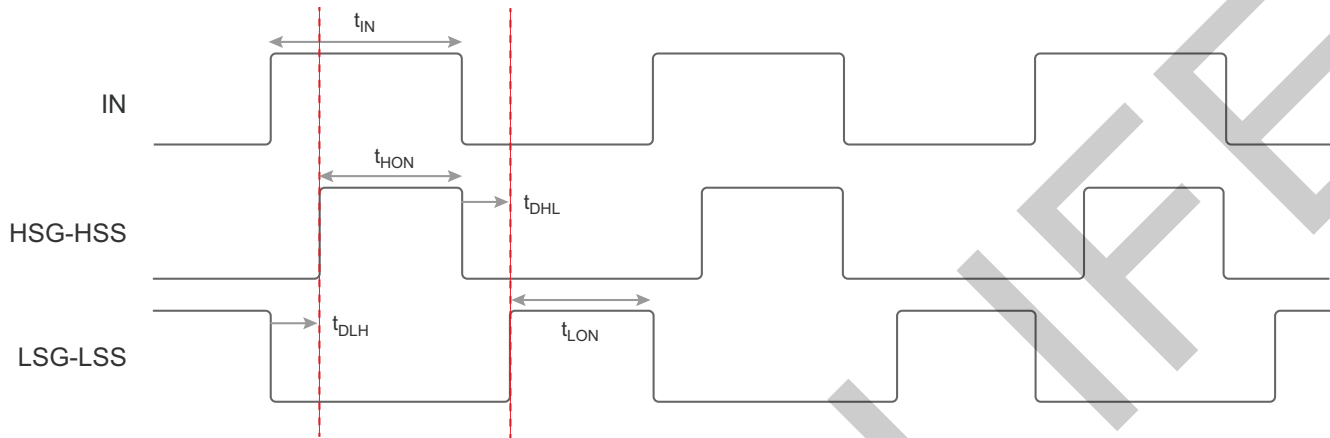 t_IN
IN
t_HON
t_DHL
HSG-HSS
t_DLH
t_LON
LSG-LSS